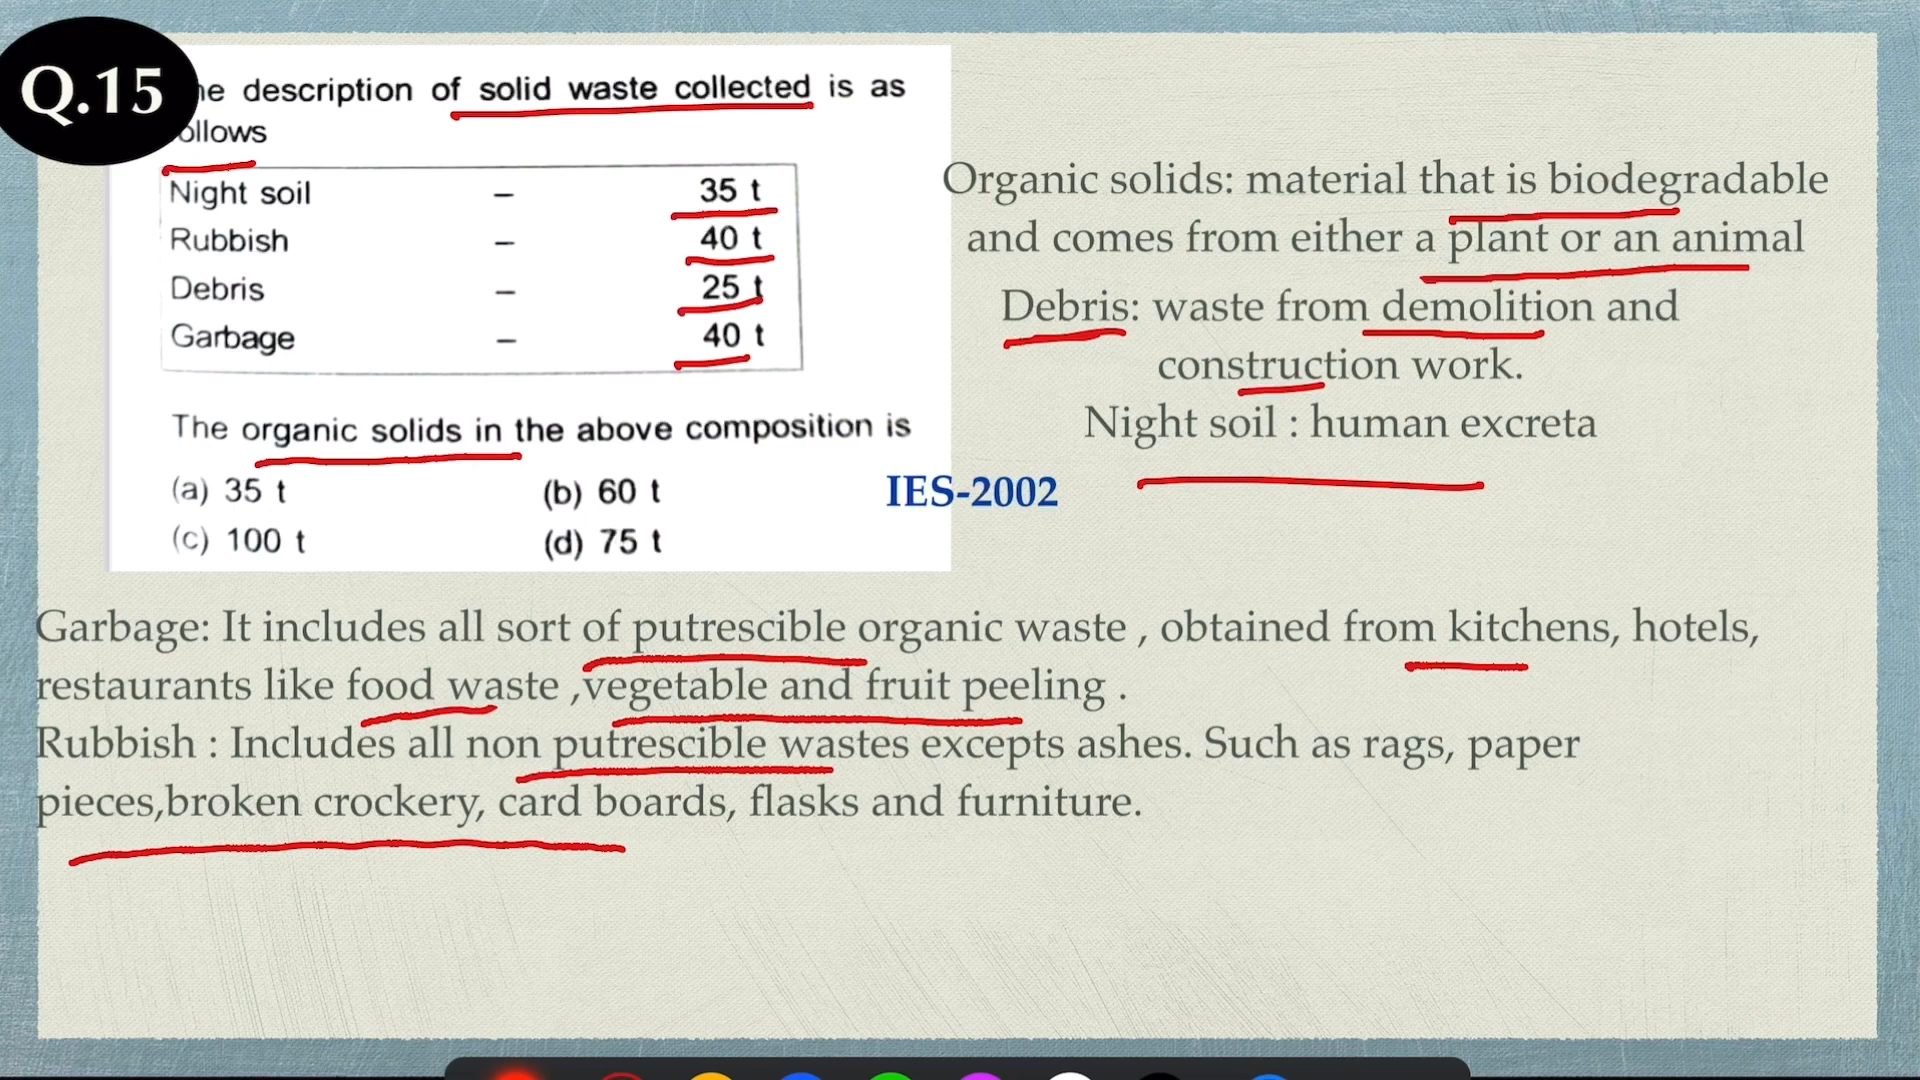 Q.15
he description of solid waste collected is as
ollows
Night soil – 35 t
Rubbish – 40 t
Debris – 25 t
Garbage – 40 t
The organic solids in the above composition is
(a) 35 t (b) 60 t
(c) 100 t (d) 75 t
IES-2002
Organic solids: material that is biodegradable
and comes from either a plant or an animal
Debris: waste from demolition and
construction work.
Night soil : human excreta
Garbage: It includes all sort of putrescible organic waste , obtained from kitchens, hotels,
restaurants like food waste ,vegetable and fruit peeling .
Rubbish : Includes all non putrescible wastes excepts ashes. Such as rags, paper
pieces,broken crockery, card boards, flasks and furniture.